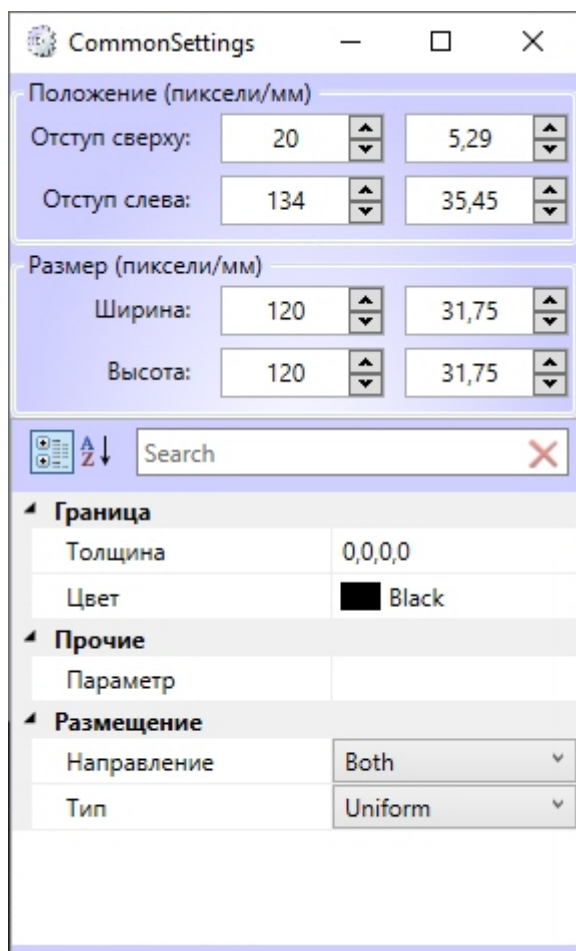 CommonSettings
Положение (пиксели/мм)
Отступ сверху: 20 5,29
Отступ слева: 134 35,45
Размер (пиксели/мм)
Ширина: 120 31,75
Высота: 120 31,75
A Z Search
Граница
Толщина 0,0,0,0
Цвет Black
Прочие
Параметр
Размещение
Направление Both
Тип Uniform